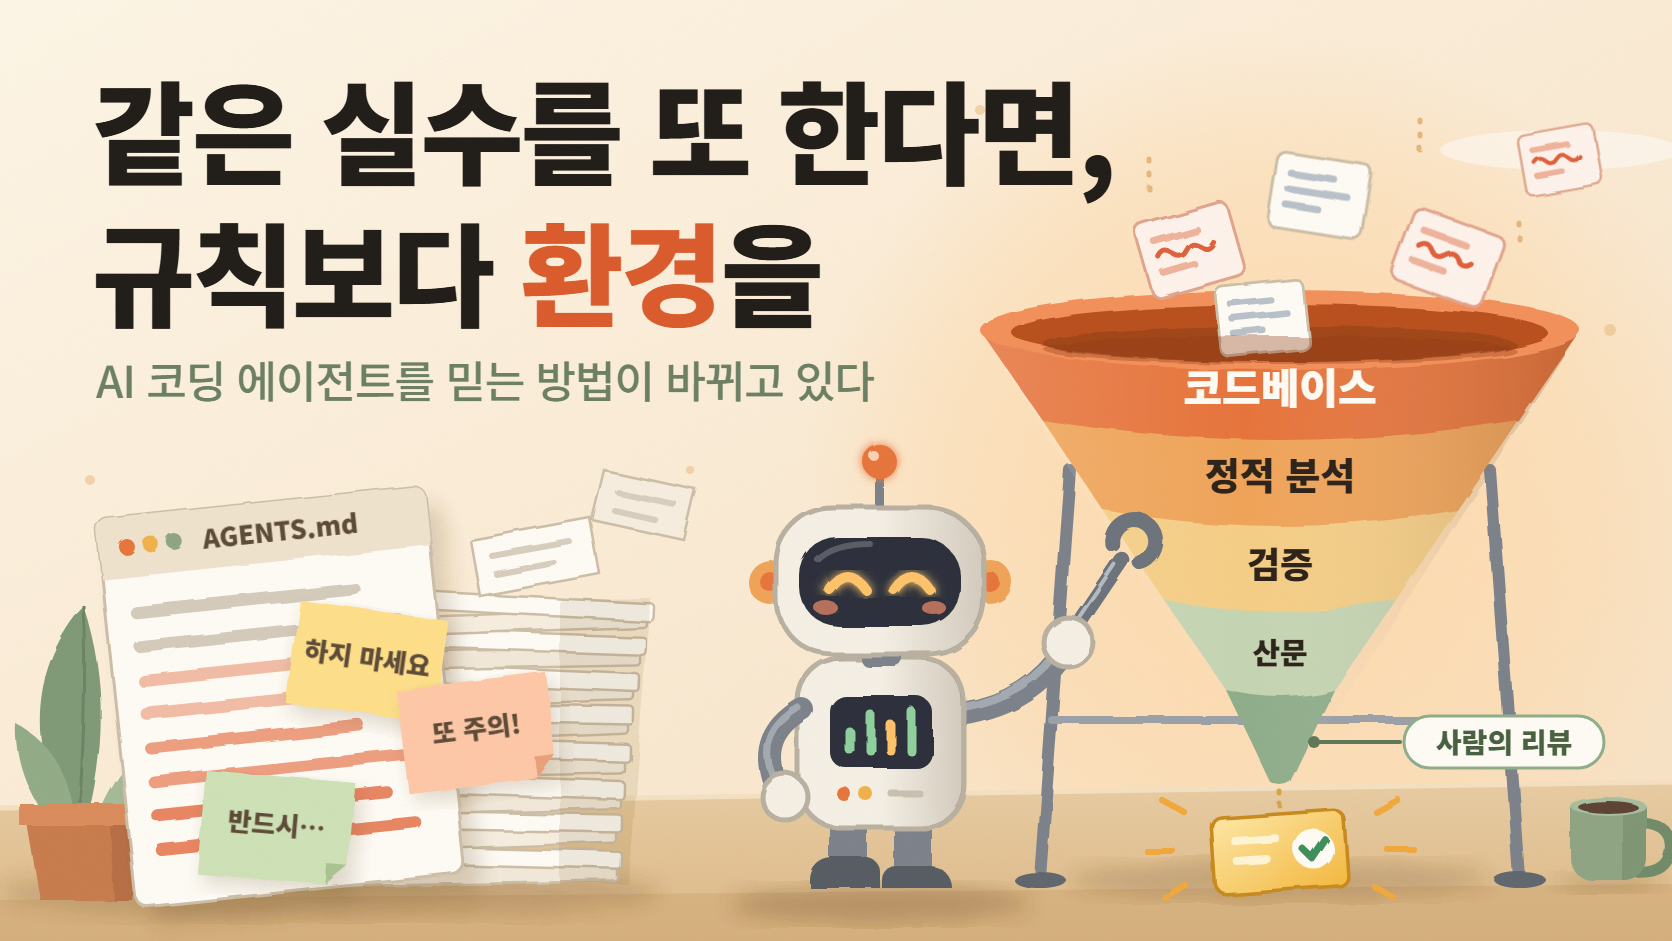 같은 실수를 또 한다면,
규칙보다 환경을
AI 코딩 에이전트를 믿는 방법이 바뀌고 있다
코드베이스
정적 분석
검증
산문
사람의 리뷰
AGENTS.md
하지 마세요
또 주의!
반드시…